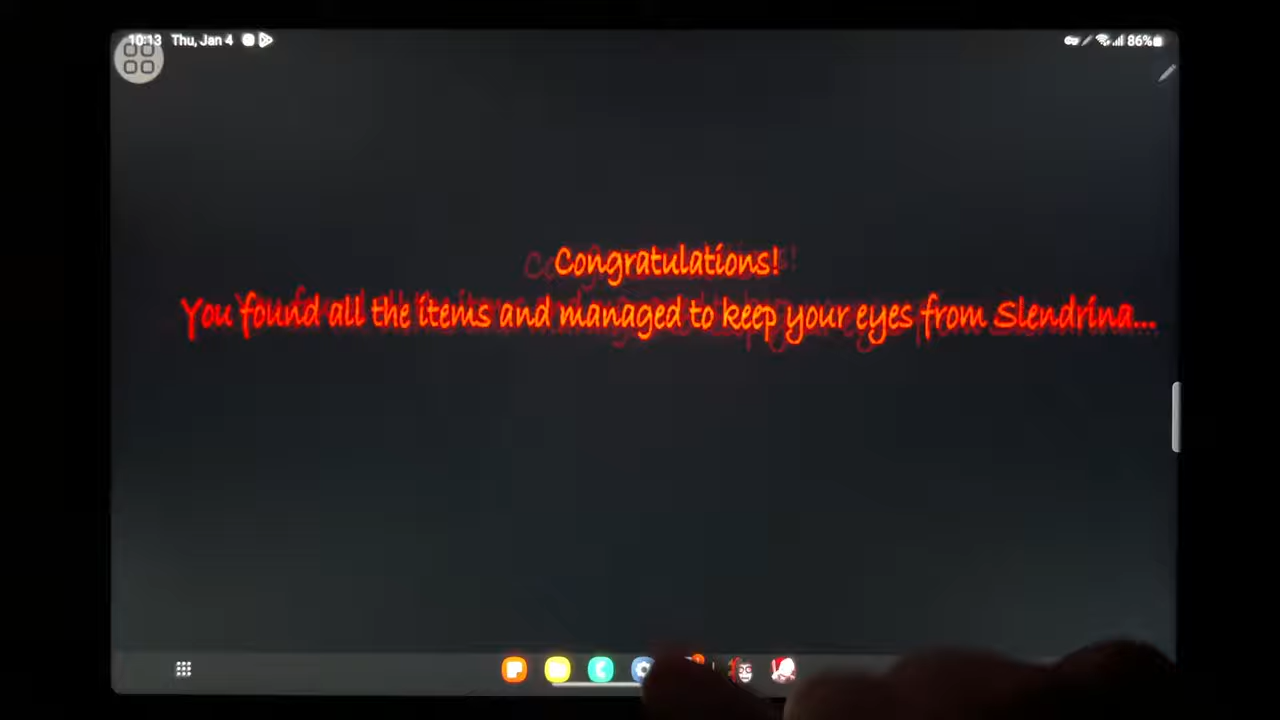 10:13 Thu, Jan 4 86%
Congratulations!
You found all the items and managed to keep your eyes from Slendrina...